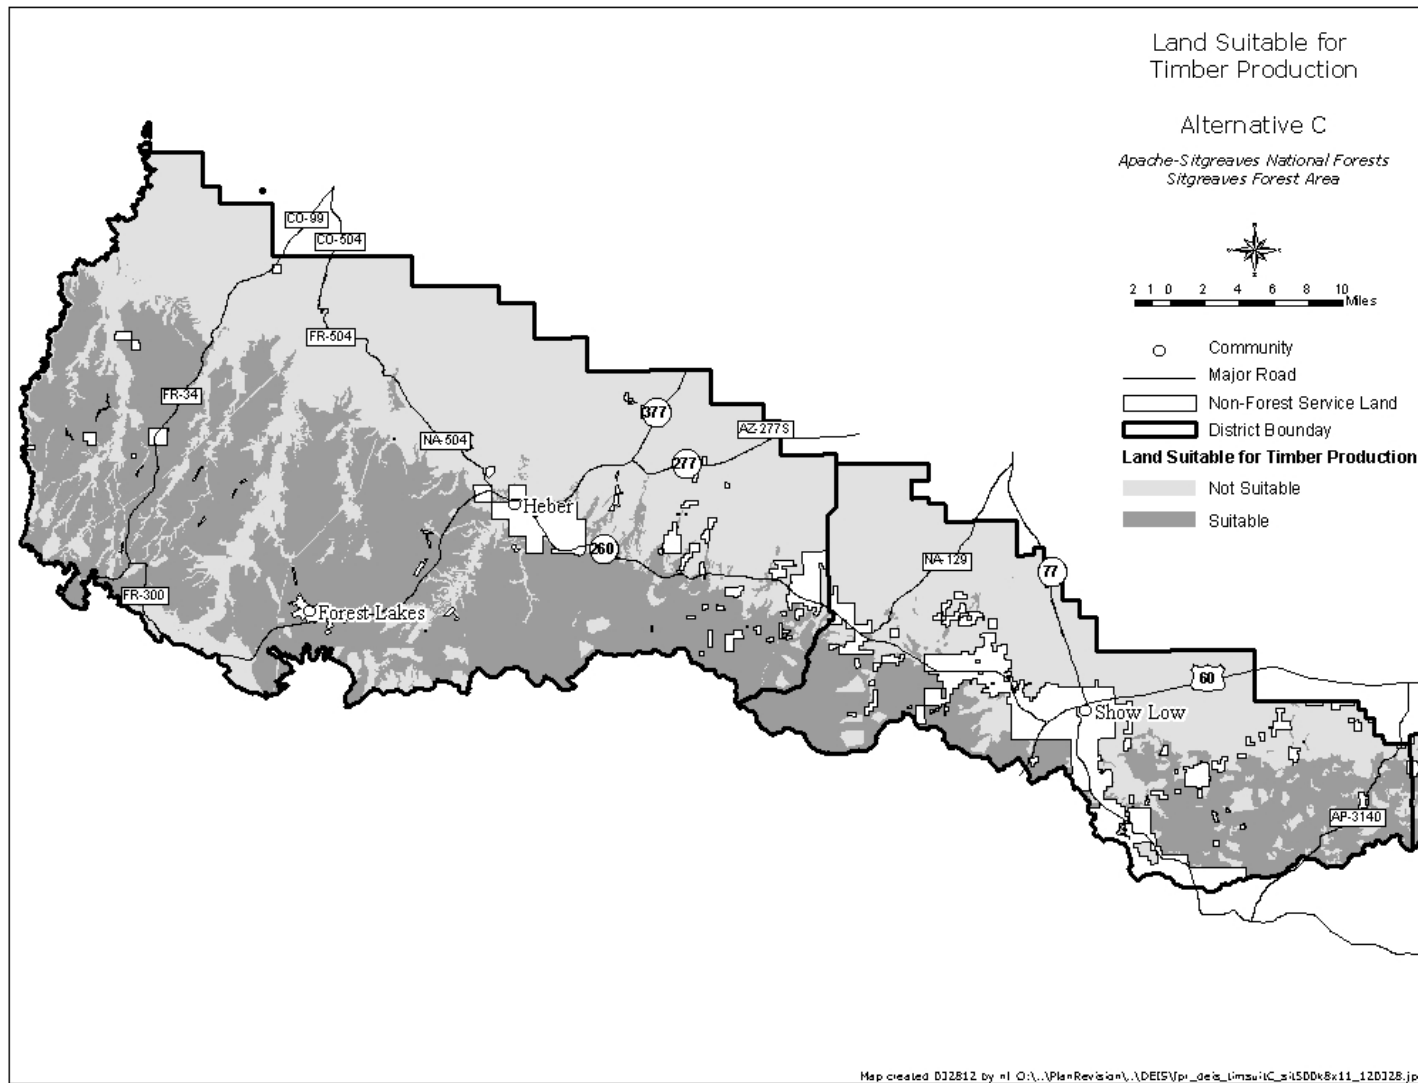 Land Suitable for
Timber Production
Alternative C
Apache-Sitgreaves National Forests
Sitgreaves Forest Area
2 1 0 2 4 6 8 10
Miles
Community
Major Road
Non-Forest Service Land
District Bounday
Land Suitable for Timber Production
Not Suitable
Suitable
CO-99
CO-504
FR-504
FR-34
377
AZ-277S
NA-504
277
Heber
260
NA-129
77
FR-300
Forest Lakes
60
Show Low
AP-3140